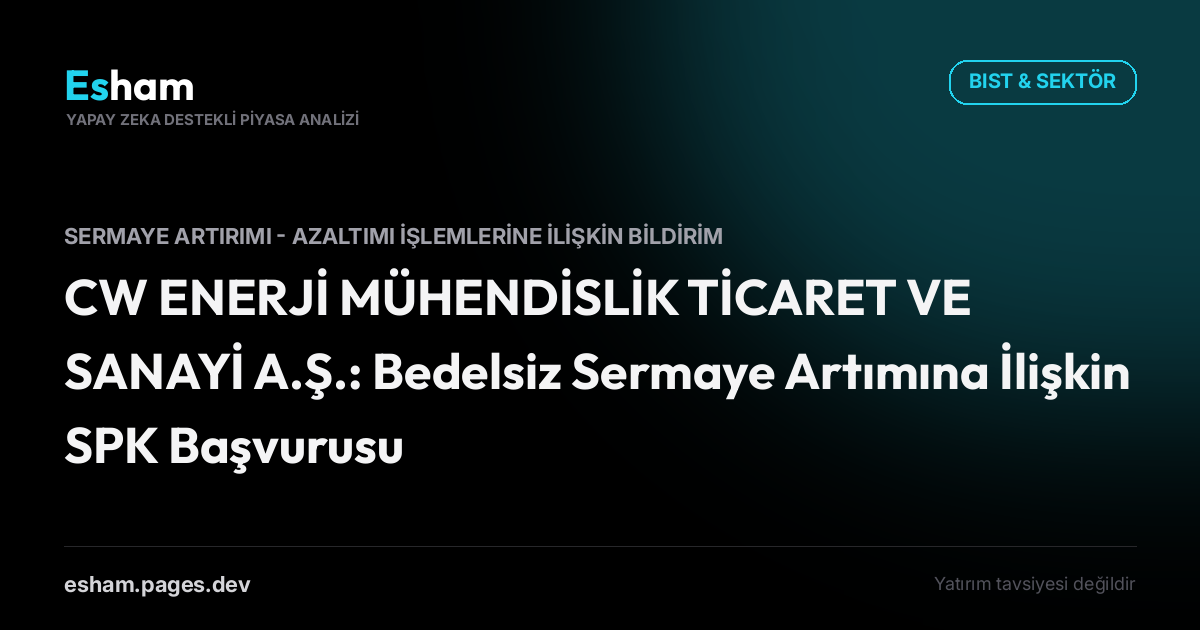 Esham
YAPAY ZEKA DESTEKLİ PİYASA ANALİZİ
BIST & SEKTÖR
SERMAYE ARTIRIMI - AZALTIMI İŞLEMLERİNE İLİŞKİN BİLDİRİM
CW ENERJİ MÜHENDİSLİK TİCARET VE
SANAYİ A.Ş.: Bedelsiz Sermaye Artımına İlişkin
SPK Başvurusu
esham.pages.dev
Yatırım tavsiyesi değildir